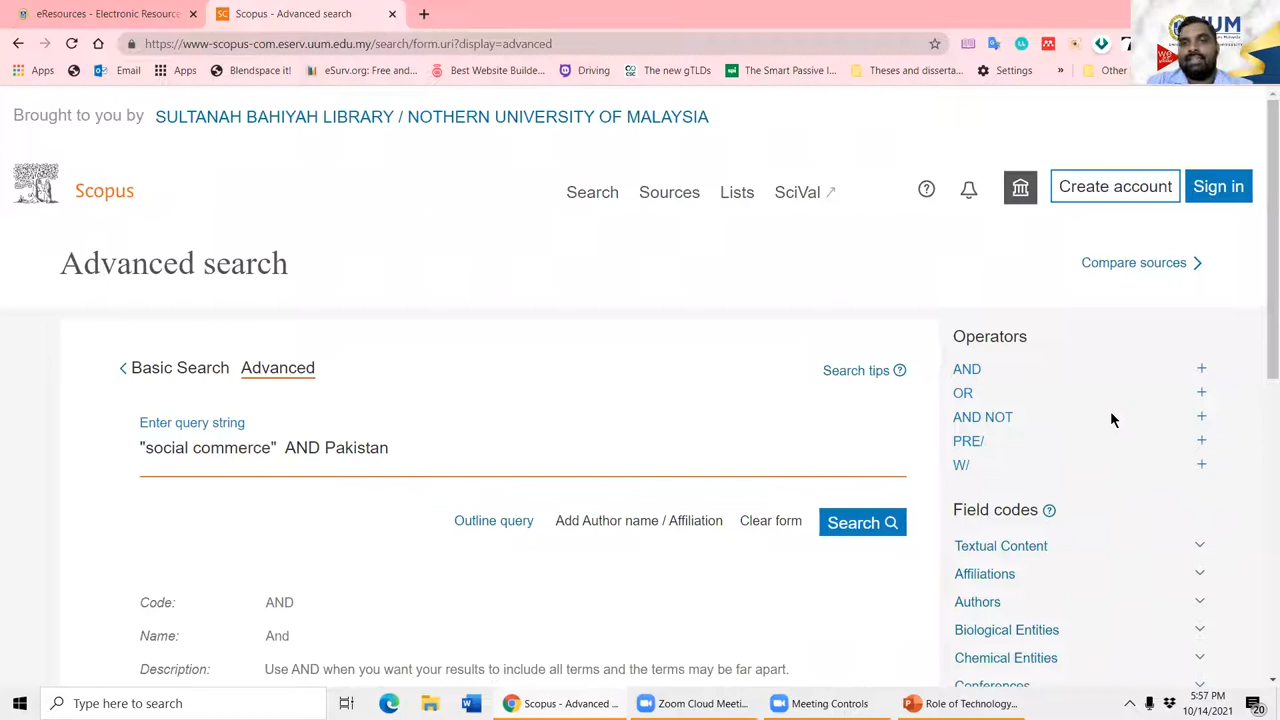 eResources - Electronic Resource
SC Scopus - Advanced search
https://www-scopus-com.eserv.uum.edu.my/search/form.uri?display=advanced
Apps
Email
Apps
Blendspace it!
eSurv.org: Free and...
Best Website Builde...
Driving
The new gTLDs
The Smart Passive I...
Theses and disserta...
Settings
»
Other
Brought to you by SULTANAH BAHIYAH LIBRARY / NOTHERN UNIVERSITY OF MALAYSIA
Scopus
Search
Sources
Lists
SciVal
Create account
Sign in
Advanced search
Compare sources
Basic Search
Advanced
Search tips
Enter query string
"social commerce" AND Pakistan
Outline query
Add Author name / Affiliation
Clear form
Search
Code: AND
Name: And
Description: Use AND when you want your results to include all terms and the terms may be far apart.
Operators
AND
OR
AND NOT
PRE/
W/
Field codes
Textual Content
Affiliations
Authors
Biological Entities
Chemical Entities
Conferences
Type here to search
Scopus - Advanced ...
Zoom Cloud Meeti...
Meeting Controls
Role of Technology...
5:57 PM
10/14/2021
20